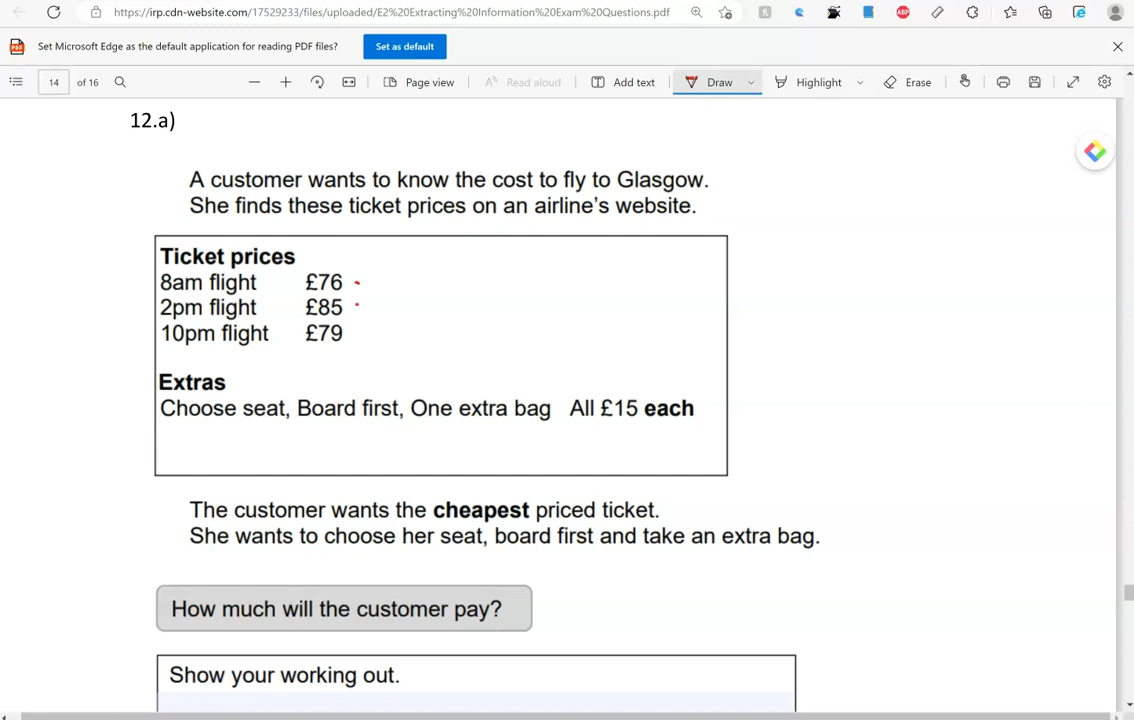 https://irp.cdn-website.com/17529233/files/uploaded/E2%20Extracting%20Information%20Exam%20Questions.pdf
ABP
PDF
Set Microsoft Edge as the default application for reading PDF files?
Set as default
14 of 16
Page view
Read aloud
Add text
Draw
Highlight
Erase
12.a)
A customer wants to know the cost to fly to Glasgow.
She finds these ticket prices on an airline's website.
Ticket prices
8am flight £76
2pm flight £85
10pm flight £79
Extras
Choose seat, Board first, One extra bag All £15 each
The customer wants the cheapest priced ticket.
She wants to choose her seat, board first and take an extra bag.
How much will the customer pay?
Show your working out.